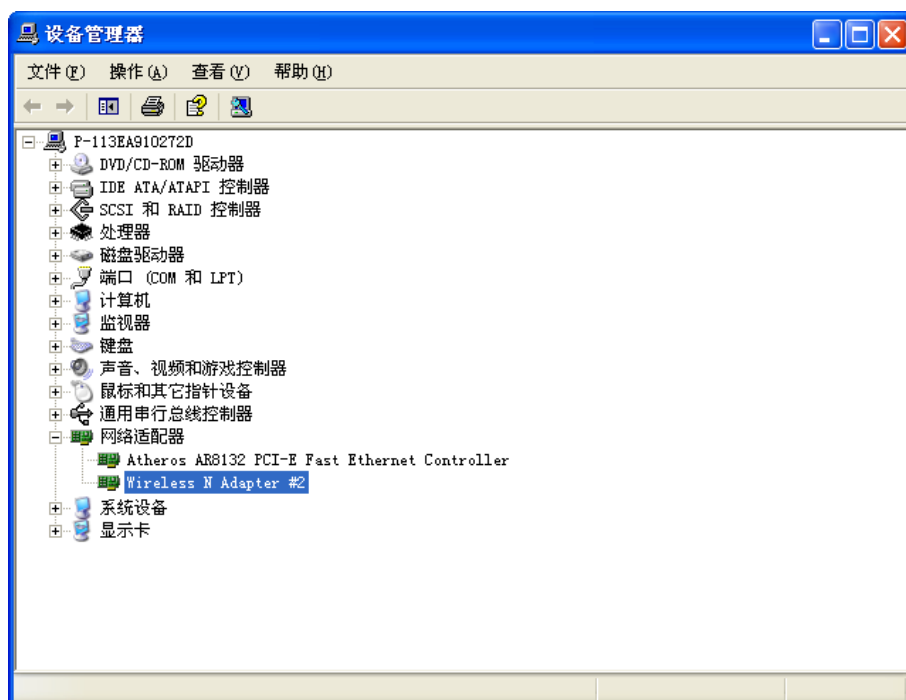 设备管理器
文件(F) 操作(A) 查看(V) 帮助(H)
P-113EA910272D
DVD/CD-ROM 驱动器
IDE ATA/ATAPI 控制器
SCSI 和 RAID 控制器
处理器
磁盘驱动器
端口 (COM 和 LPT)
计算机
监视器
键盘
声音、视频和游戏控制器
鼠标和其它指针设备
通用串行总线控制器
网络适配器
Atheros AR8132 PCI-E Fast Ethernet Controller
Wireless N Adapter #2
系统设备
显示卡